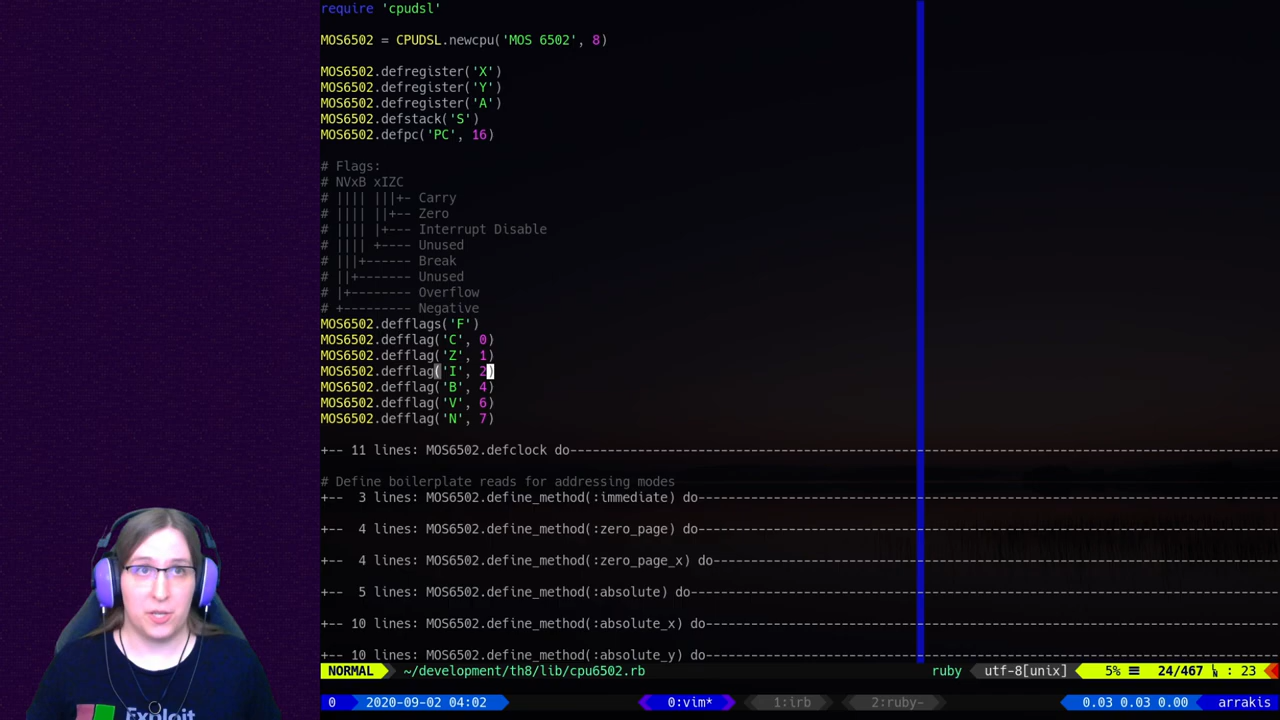 require 'cpudsl'
MOS6502 = CPUDSL.newcpu('MOS 6502', 8)
MOS6502.defregister('X')
MOS6502.defregister('Y')
MOS6502.defregister('A')
MOS6502.defstack('S')
MOS6502.defpc('PC', 16)
# Flags:
# NVxB xIZC
# |||| |||+- Carry
# |||| ||+-- Zero
# |||| |+--- Interrupt Disable
# |||| +---- Unused
# |||+------ Break
# ||+------- Unused
# |+-------- Overflow
# +--------- Negative
MOS6502.defflags('F')
MOS6502.defflag('C', 0)
MOS6502.defflag('Z', 1)
MOS6502.defflag('I', 2)
MOS6502.defflag('B', 4)
MOS6502.defflag('V', 6)
MOS6502.defflag('N', 7)
+-- 11 lines: MOS6502.defclock do
# Define boilerplate reads for addressing modes
+-- 3 lines: MOS6502.define_method(:immediate) do
+-- 4 lines: MOS6502.define_method(:zero_page) do
+-- 4 lines: MOS6502.define_method(:zero_page_x) do
+-- 5 lines: MOS6502.define_method(:absolute) do
+-- 10 lines: MOS6502.define_method(:absolute_x) do
+-- 10 lines: MOS6502.define_method(:absolute_y) do
NORMAL ~/development/th8/lib/cpu6502.rb ruby utf-8[unix] 5% 24/467 : 23
0 2020-09-02 04:02 0:vim* 1:irb 2:ruby- 0.03 0.03 0.00 arrakis
Exploit